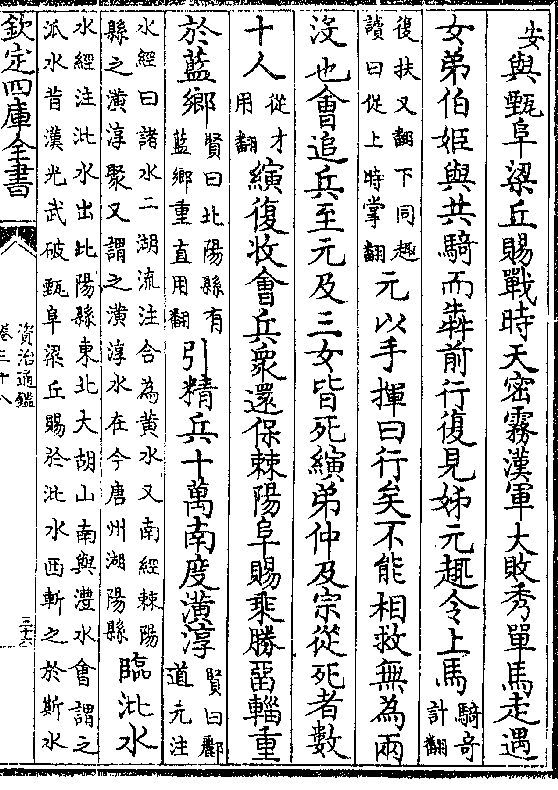 安與甄阜梁丘賜戰時天密霧漢軍大敗秀單馬走遇
女弟伯姬與共騎而犇前行復見姊元趣令上馬騎奇
計翻
復扶又翻下同趣
讀曰促上時掌翻元以手揮曰行矣不能相救無為兩
沒也會追兵至元及三女皆死縯弟仲及宗從死者數
十人從才
用翻縯復收會兵衆還保棘陽阜賜乘勝畱輜重
於藍鄉賢曰北陽縣有
藍鄉重直用翻引精兵十萬南度潢淳賢曰酈
道元注
水經曰諸水二湖流注合為黃水又南經棘陽
縣之潢淳聚又謂之潢淳水在今唐州湖陽縣臨沘水
水經注沘水出北陽縣東北大胡山南與澧水會謂之
派水昔漢光武破甄阜梁丘賜於沘水西斬之於斯水
欽定四庫全書
資治通鑑
卷三十八
三十六